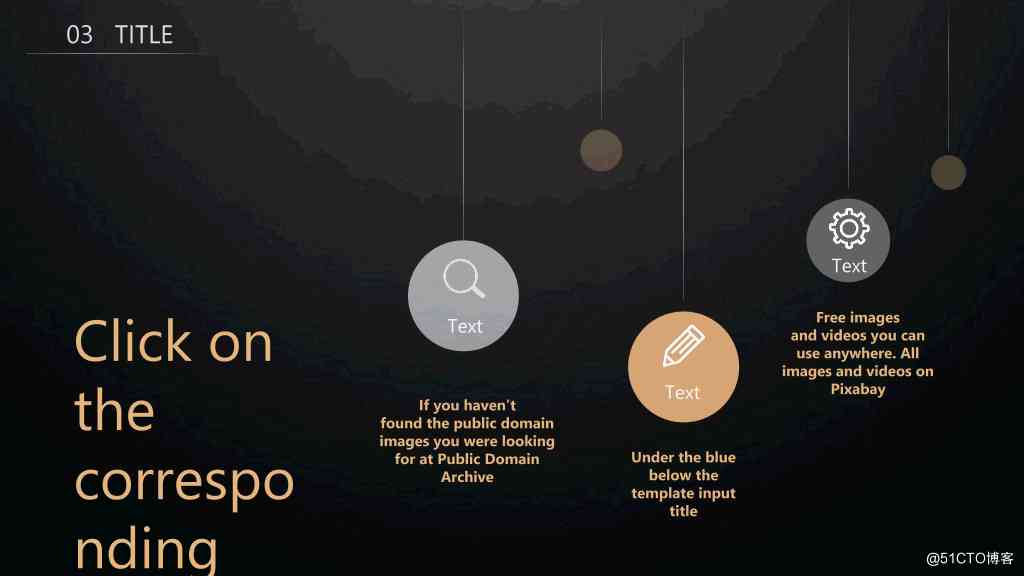 03 TITLE
Click on
the
correspo
nding
Text
If you haven't
found the public domain
images you were looking
for at Public Domain
Archive
Text
Under the blue
below the
template input
title
Text
Free images
and videos you can
use anywhere. All
images and videos on
Pixabay
@51CTO博客